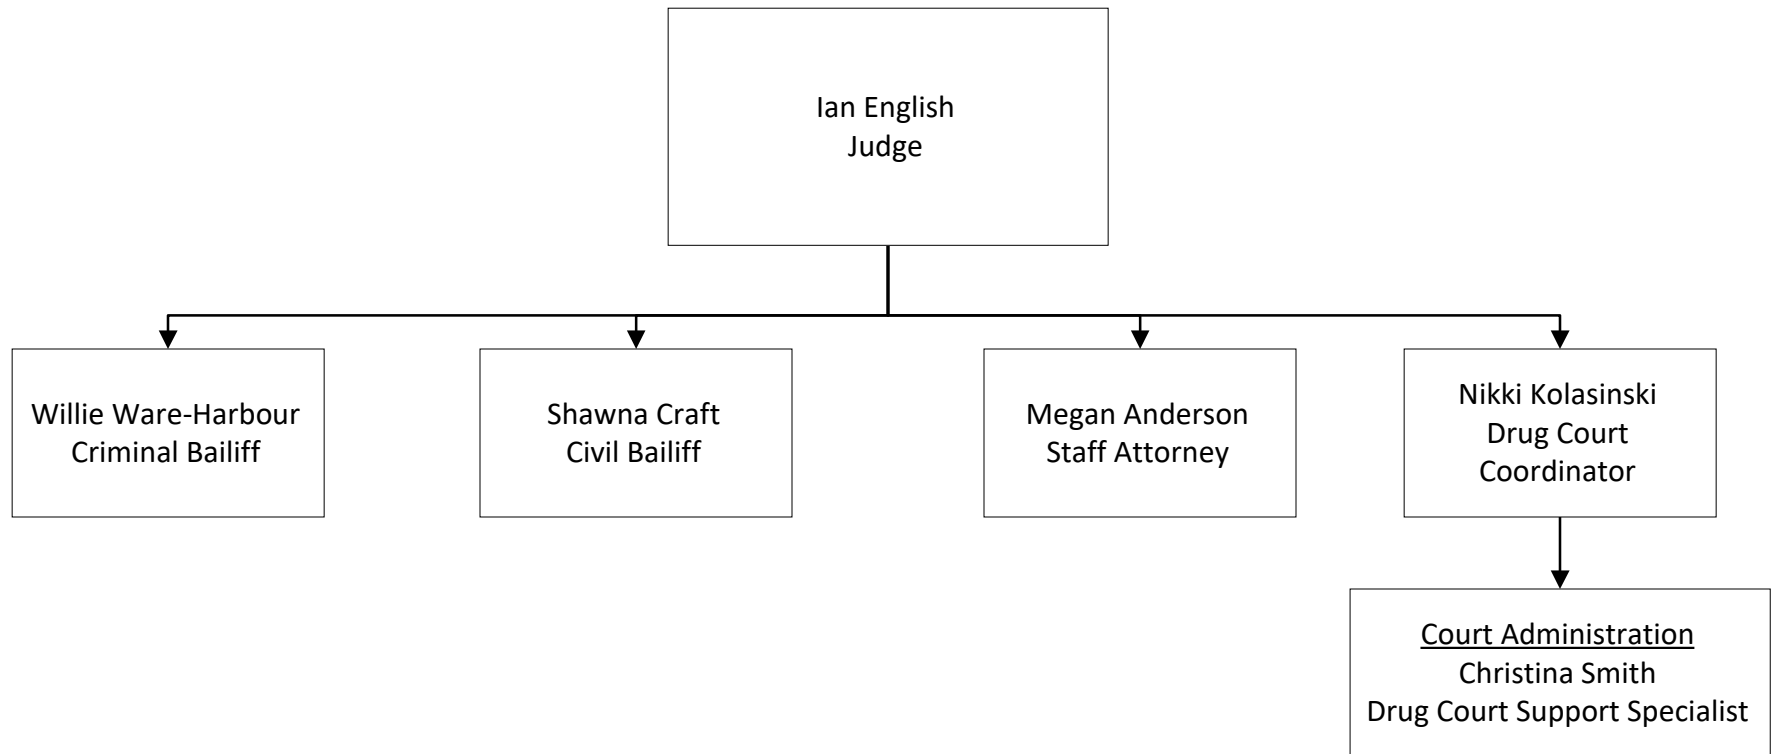 Ian English
Judge
Willie Ware-Harbour
Criminal Bailiff
Shawna Craft
Civil Bailiff
Megan Anderson
Staff Attorney
Nikki Kolasinski
Drug Court
Coordinator
Court Administration
Christina Smith
Drug Court Support Specialist